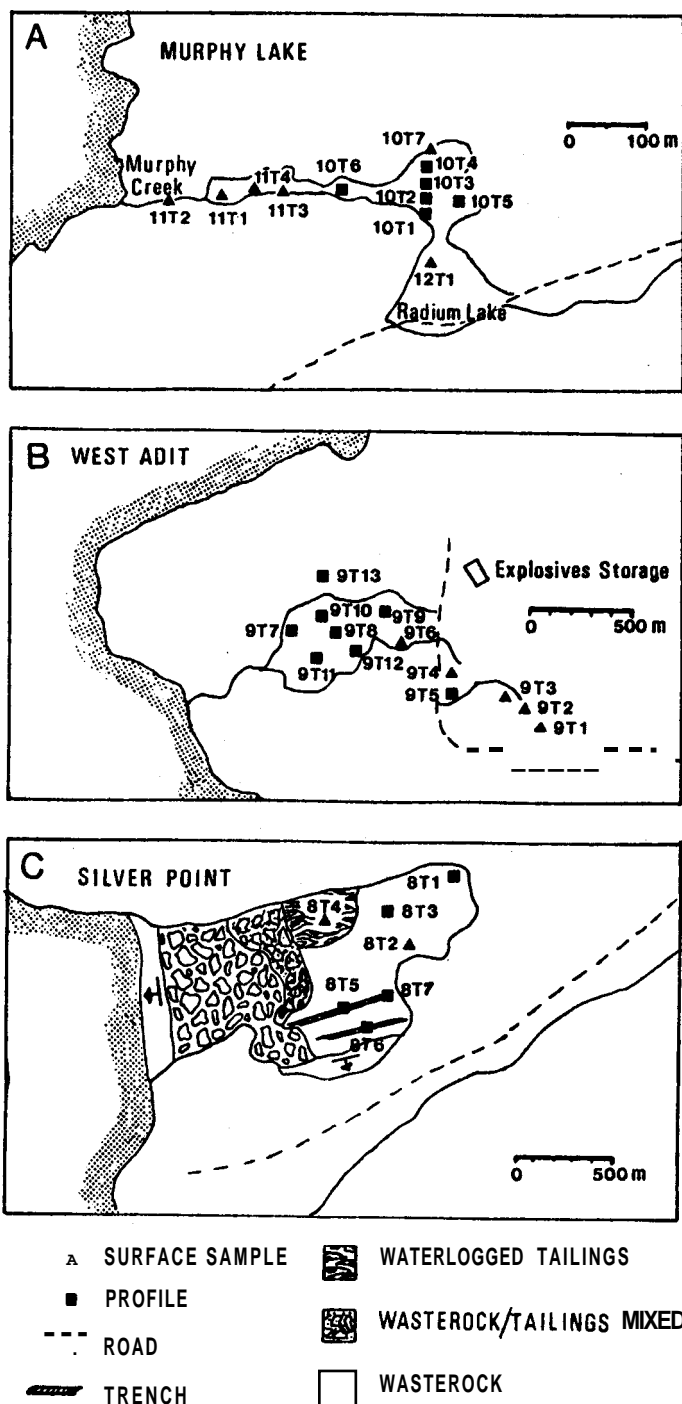 A
MURPHY LAKE
0 100 m
10T7
10T4
11T4
10T6
10T3
Murphy
Creek
10T2
10T5
11T2
11T1
11T3
10T1
12T1
Radium Lake
B
WEST ADIT
Explosives Storage
9T13
0 500 m
9T10
9T9
9T7
9T8
9T6
9T11
9T12
9T4
9T5
9T3
9T2
9T1
C
SILVER POINT
8T1
8T4
8T3
8T2
8T5
8T7
9T6
0 500 m
A SURFACE SAMPLE
WATERLOGGED TAILINGS
PROFILE
WASTEROCK/TAILINGS MIXED
ROAD
TRENCH
WASTEROCK